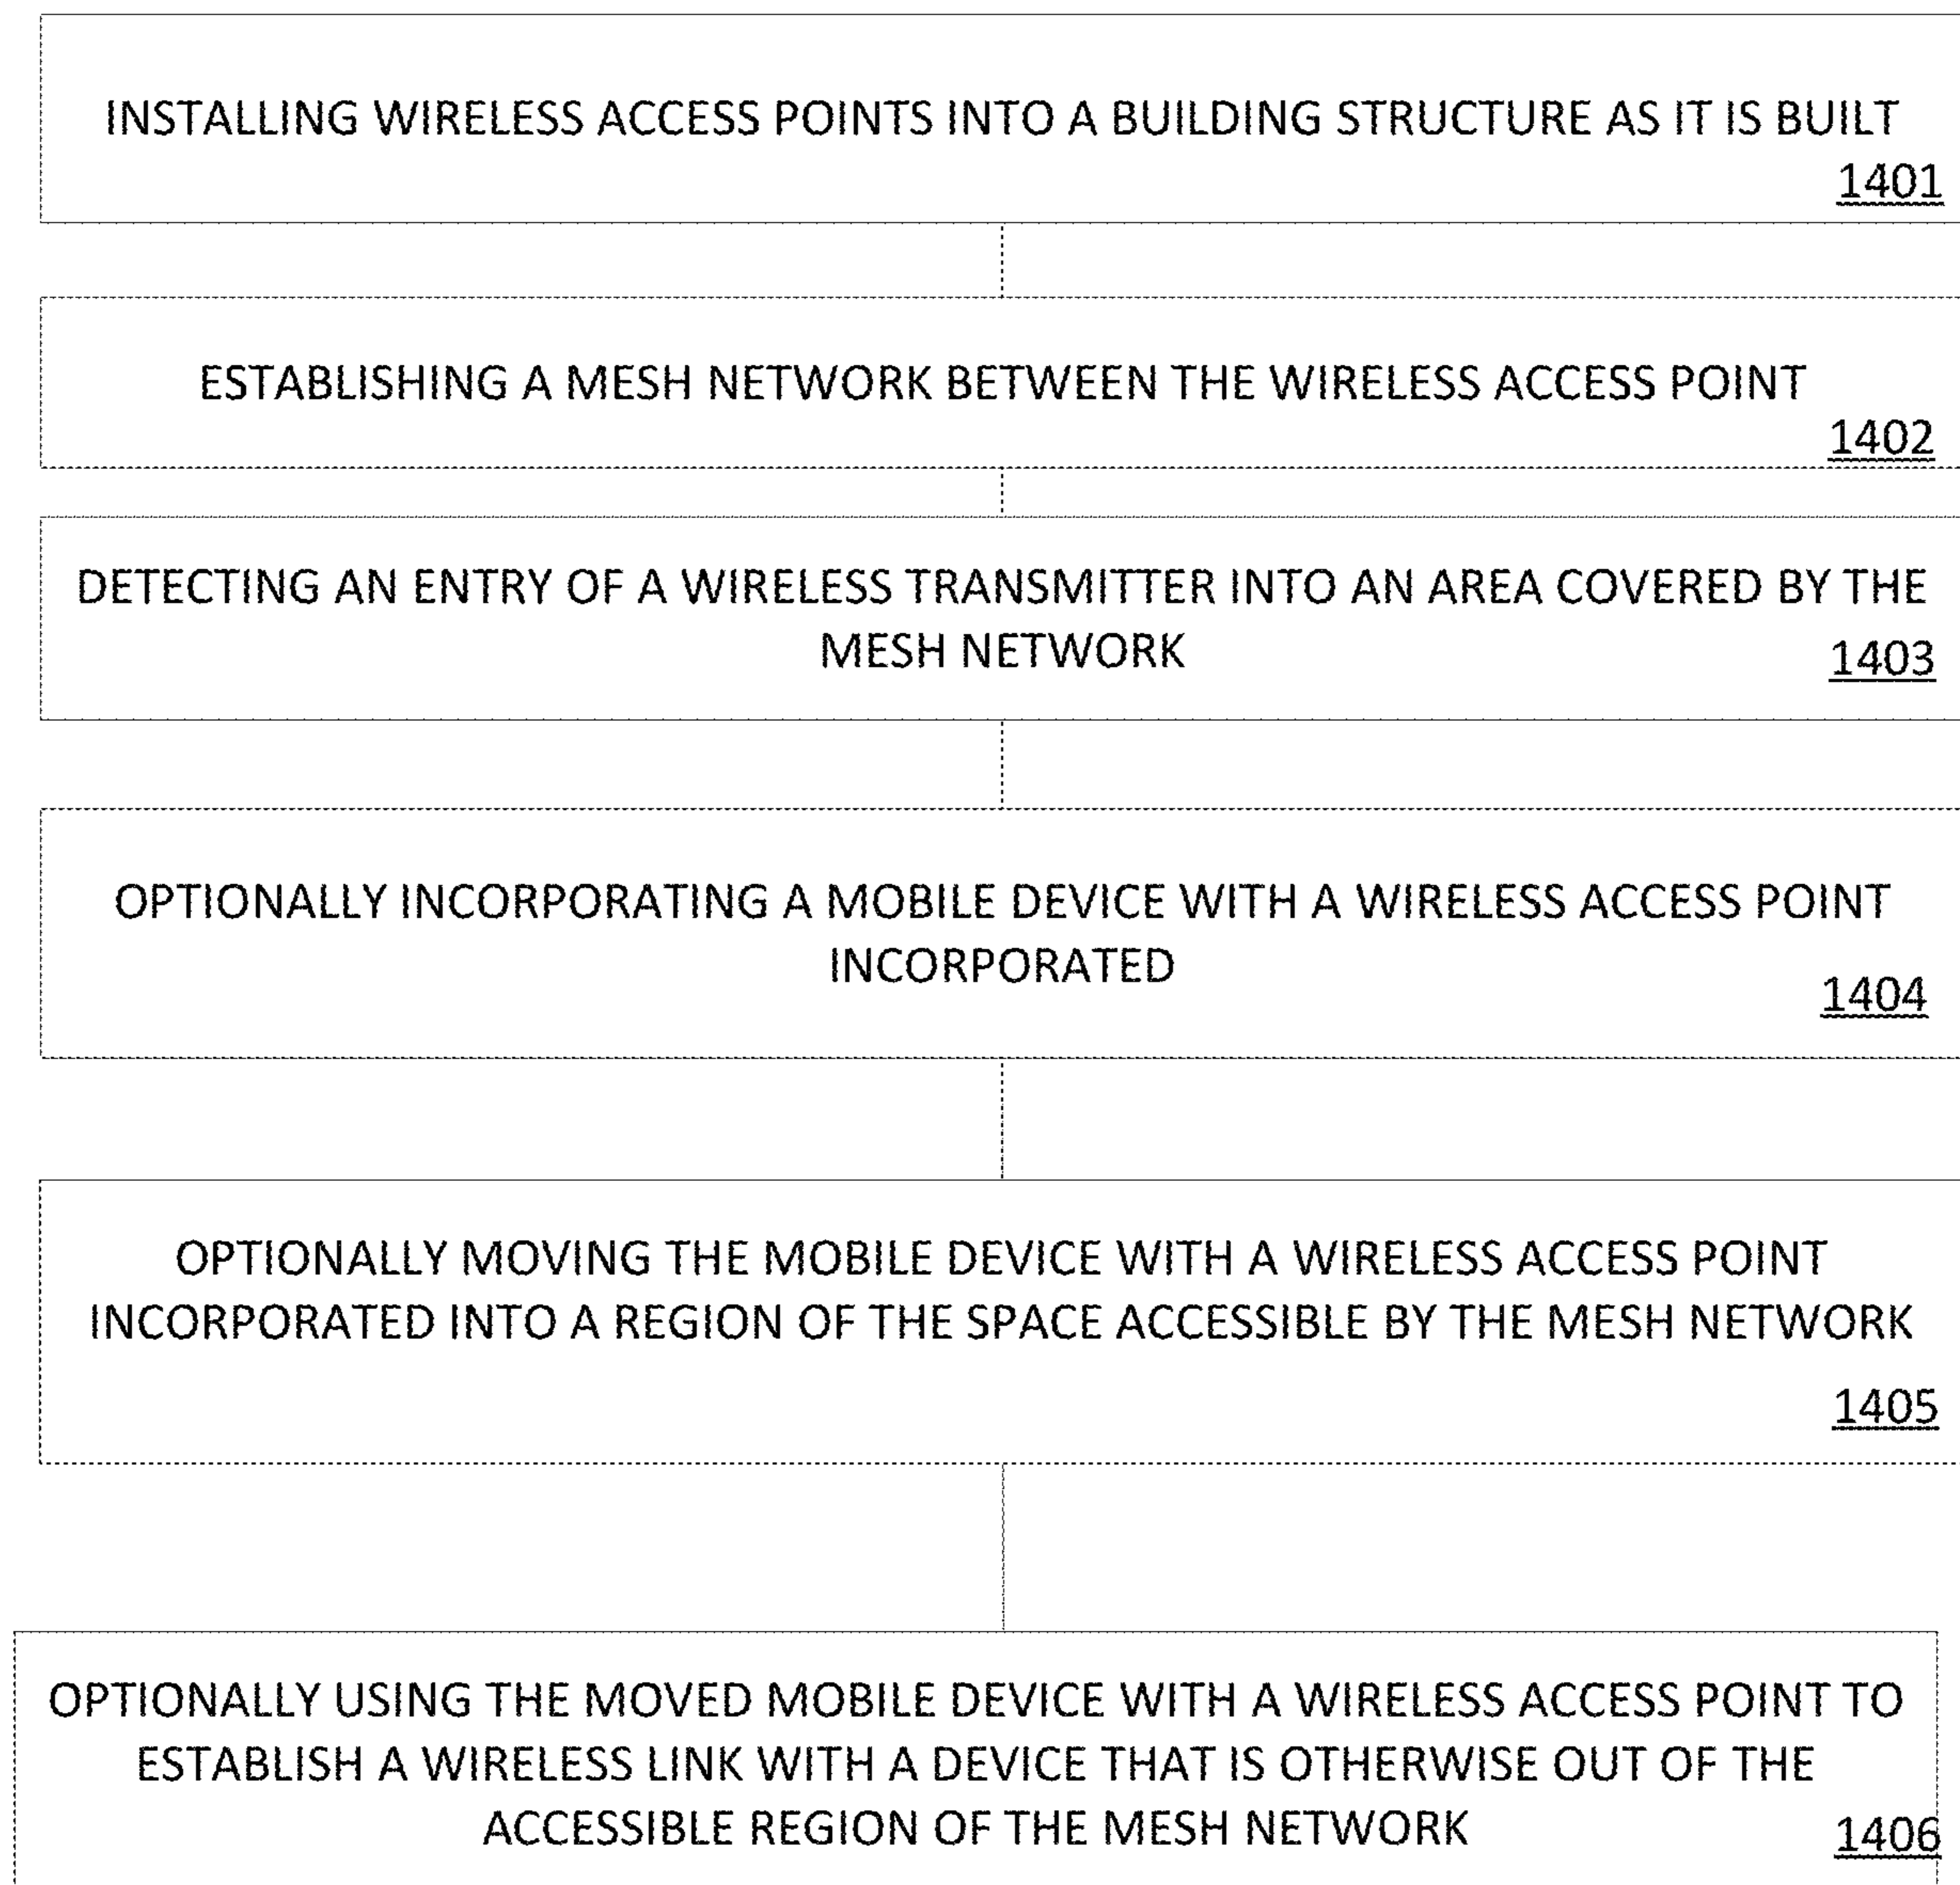 INSTALLING WIRELESS ACCESS POINTS INTO A BUILDING STRUCTURE AS IT IS BUILT
1401
ESTABLISHING A MESH NETWORK BETWEEN THE WIRELESS ACCESS POINT
1402
DETECTING AN ENTRY OF A WIRELESS TRANSMITTER INTO AN AREA COVERED BY THE
MESH NETWORK
1403
OPTIONALLY INCORPORATING A MOBILE DEVICE WITH A WIRELESS ACCESS POINT
INCORPORATED
1404
OPTIONALLY MOVING THE MOBILE DEVICE WITH A WIRELESS ACCESS POINT
INCORPORATED INTO A REGION OF THE SPACE ACCESSIBLE BY THE MESH NETWORK
1405
OPTIONALLY USING THE MOVED MOBILE DEVICE WITH A WIRELESS ACCESS POINT TO
ESTABLISH A WIRELESS LINK WITH A DEVICE THAT IS OTHERWISE OUT OF THE
ACCESSIBLE REGION OF THE MESH NETWORK
1406